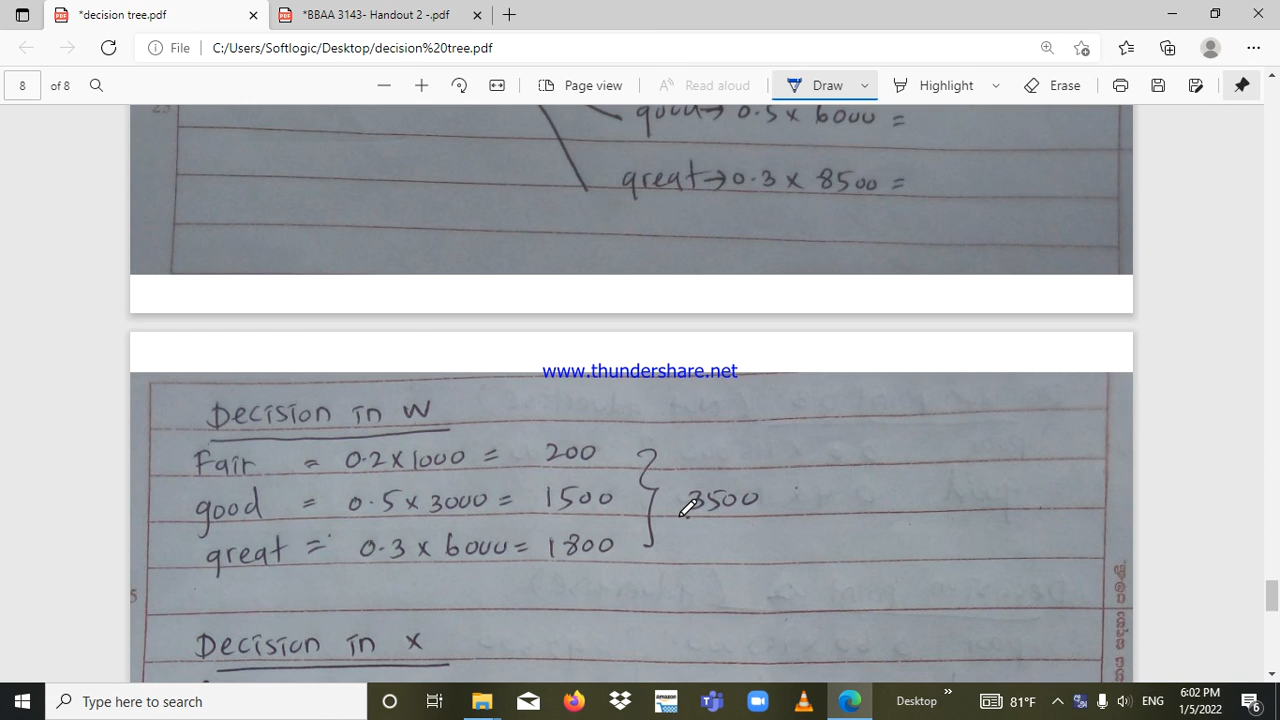 *decision tree.pdf
*BBAA 3143- Handout 2 -.pdf
File C:/Users/Softlogic/Desktop/decision%20tree.pdf
8 of 8 Page view Read aloud Draw Highlight Erase
good → 0.5 x 6000 =
great → 0.3 x 8500 =
www.thundershare.net
Decision in W
Fair = 0.2 x 1000 = 200
good = 0.5 x 3000 = 1500 3500
great = 0.3 x 6000 = 1800
5
Decision in x
Type here to search Desktop 81°F ENG 6:02 PM
1/5/2022 6